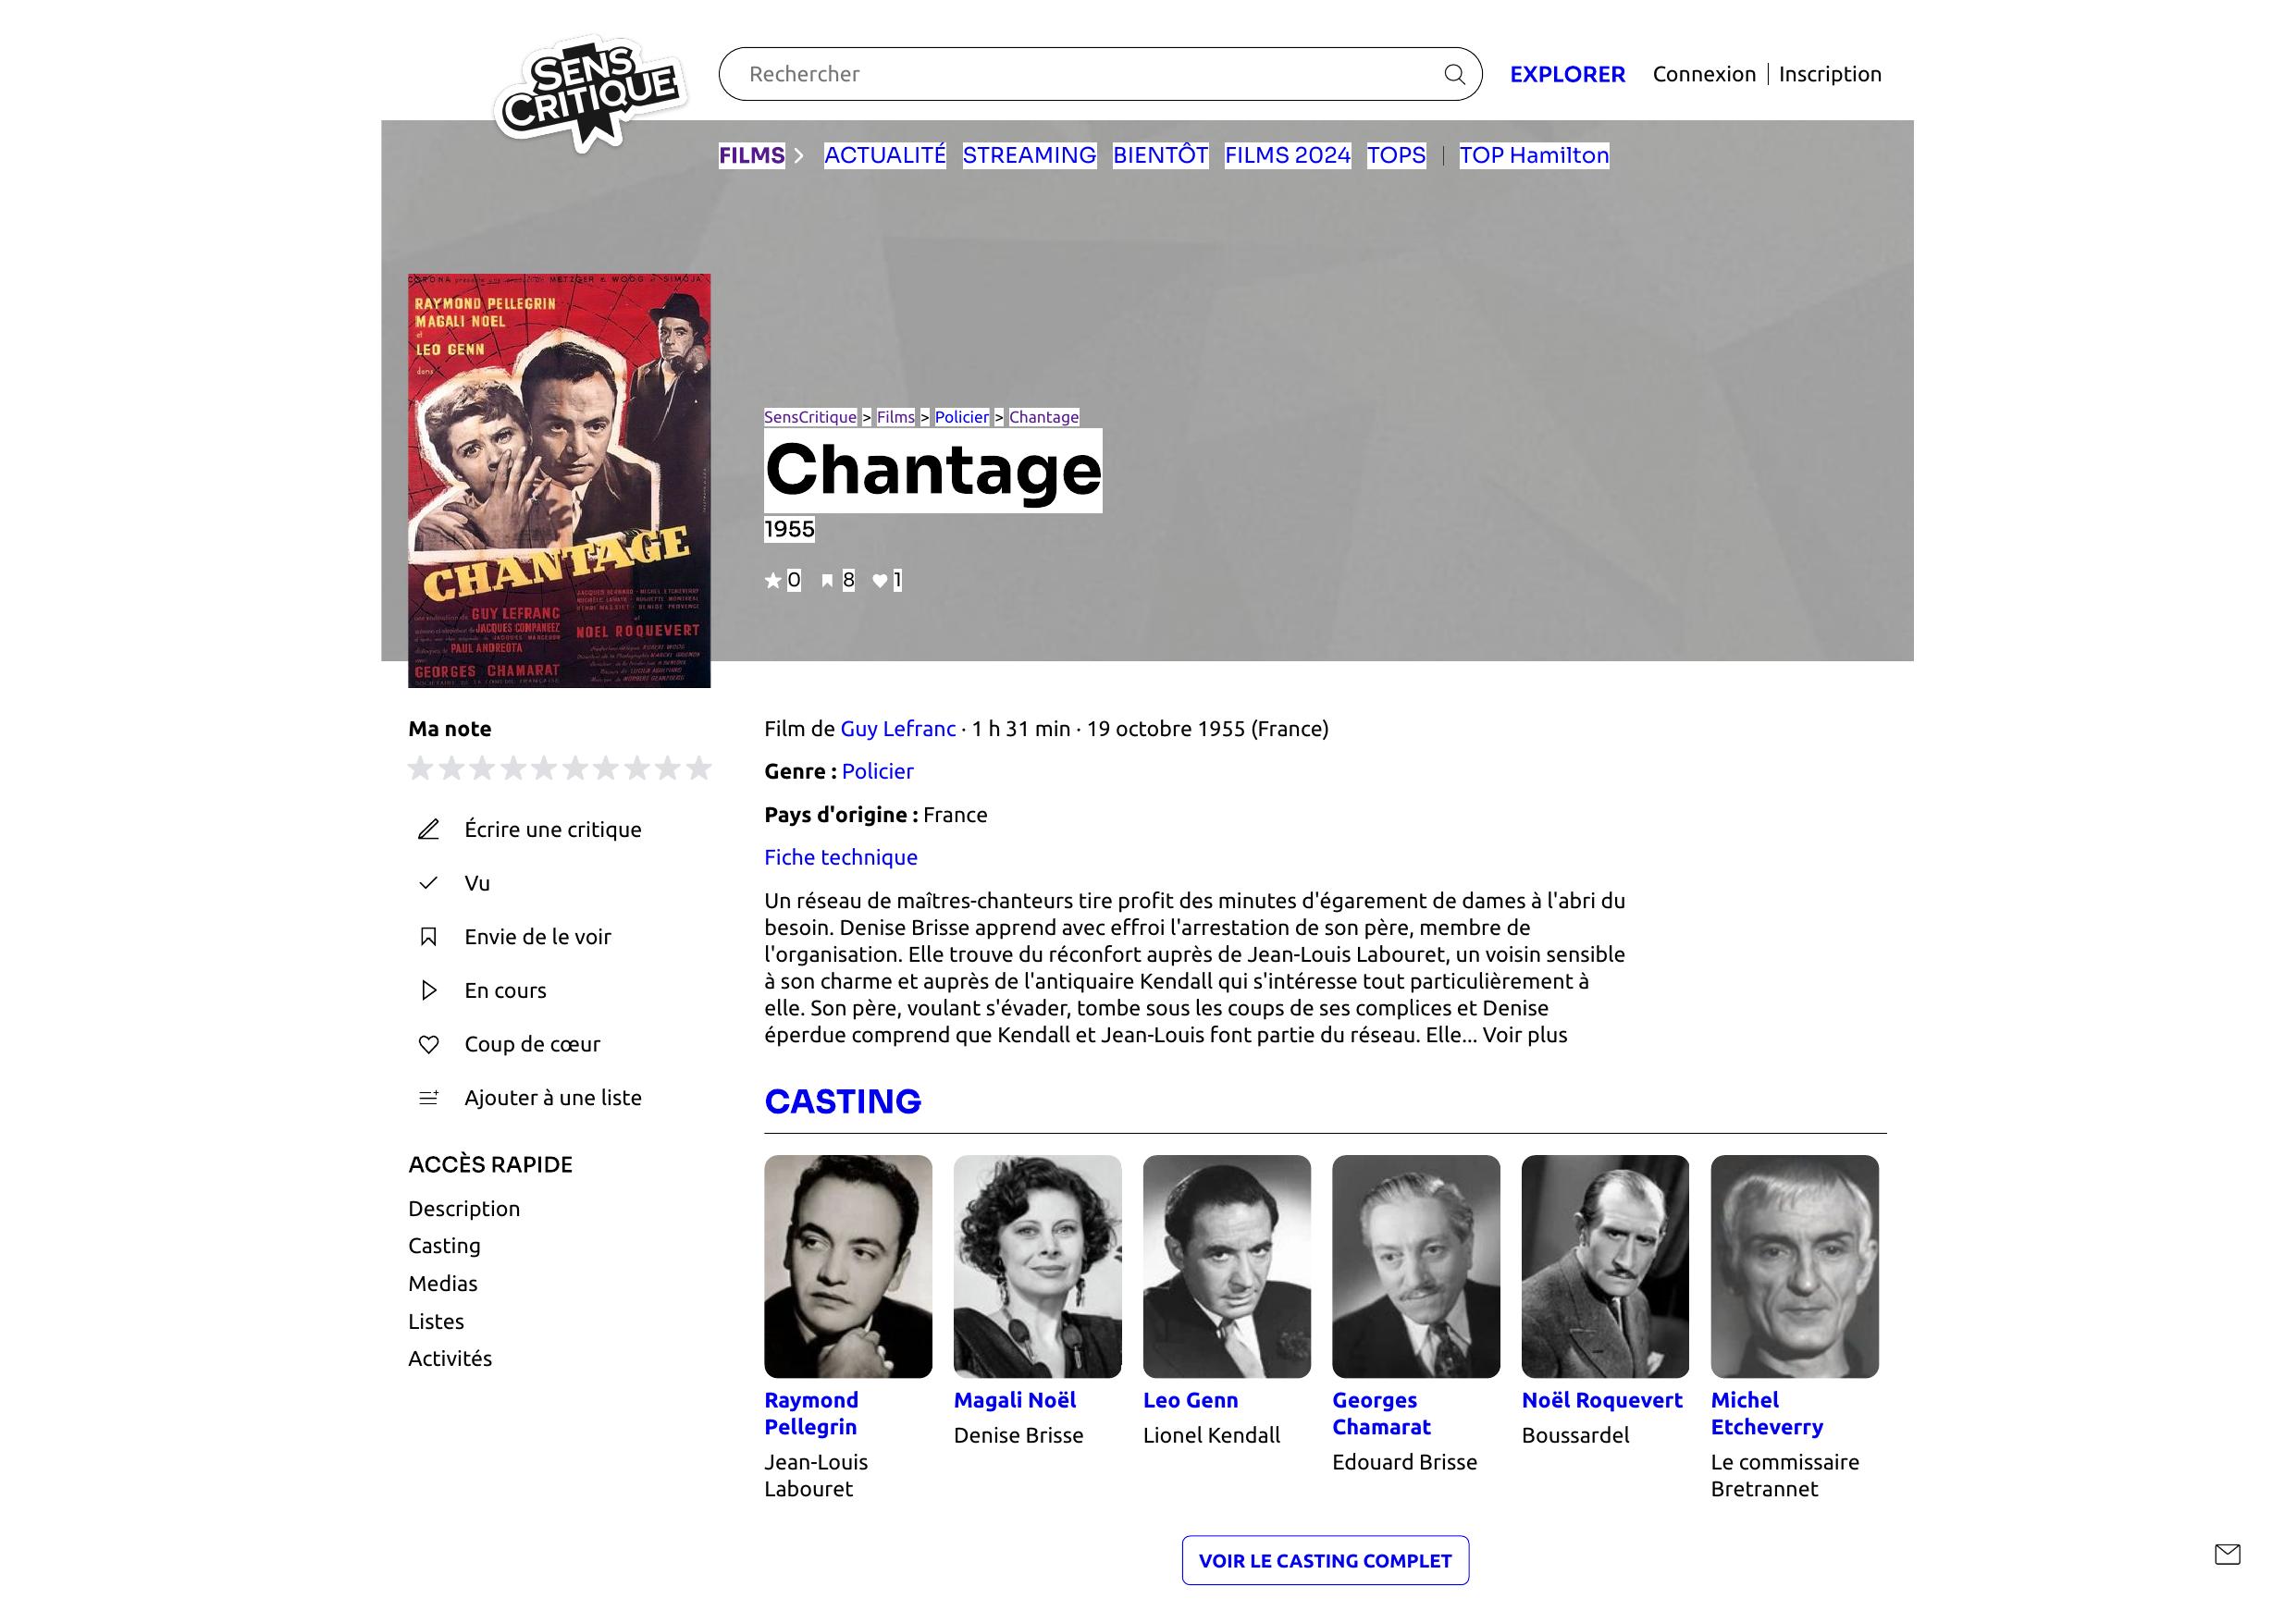 SENS
CRITIQUE
Rechercher
EXPLORER
Connexion | Inscription
FILMS
ACTUALITÉ
STREAMING
BIENTÔT
FILMS 2024
TOPS
TOP Hamilton
RAYMOND PELLEGRIN
MAGALI NOEL
et
LEO GENN
dans
CHANTAGE
GUY LEFRANC
JACQUES COMPANEEZ
PAUL ANDREOTA
GEORGES CHAMARAT
NOEL ROQUEVERT
SensCritique > Films > Policier > Chantage
Chantage
1955
0 8 1
Ma note
Écrire une critique
Vu
Envie de le voir
En cours
Coup de cœur
Ajouter à une liste
ACCÈS RAPIDE
Description
Casting
Medias
Listes
Activités
Film de Guy Lefranc · 1 h 31 min · 19 octobre 1955 (France)
Genre : Policier
Pays d'origine : France
Fiche technique
Un réseau de maîtres-chanteurs tire profit des minutes d'égarement de dames à l'abri du
besoin. Denise Brisse apprend avec effroi l'arrestation de son père, membre de
l'organisation. Elle trouve du réconfort auprès de Jean-Louis Labouret, un voisin sensible
à son charme et auprès de l'antiquaire Kendall qui s'intéresse tout particulièrement à
elle. Son père, voulant s'évader, tombe sous les coups de ses complices et Denise
éperdue comprend que Kendall et Jean-Louis font partie du réseau. Elle... Voir plus
CASTING
Raymond
Pellegrin
Jean-Louis
Labouret
Magali Noël
Denise Brisse
Leo Genn
Lionel Kendall
Georges
Chamarat
Edouard Brisse
Noël Roquevert
Boussardel
Michel
Etcheverry
Le commissaire
Bretrannet
VOIR LE CASTING COMPLET